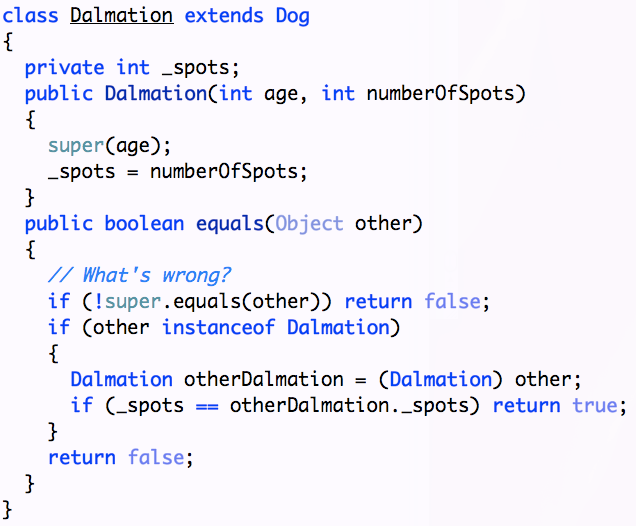 class Dalmation extends Dog
{
private int _spots;
public Dalmation(int age, int numberOfSpots)
{
super(age);
_spots = numberOfSpots;
}
public boolean equals(Object other)
{
// What's wrong?
if (!super.equals(other)) return false;
if (other instanceof Dalmation)
{
Dalmation otherDalmation = (Dalmation) other;
if (_spots == otherDalmation._spots) return true;
}
return false;
}
}